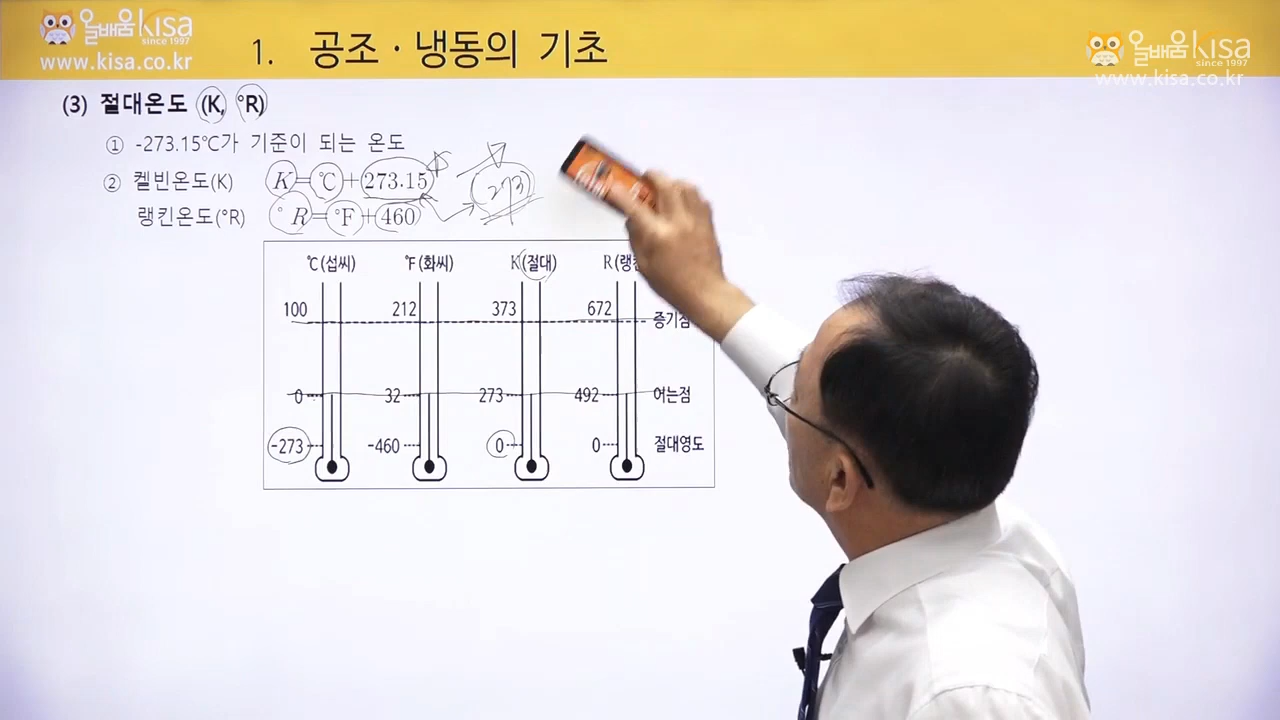 올배움kisa
since 1997
www.kisa.co.kr
1. 공조 · 냉동의 기초
올배움kisa
since 1997
www.kisa.co.kr
(3) 절대온도 (K, °R)
① -273.15℃가 기준이 되는 온도
② 켈빈온도(K) K=℃+273.15 273
랭킨온도(°R) °R=℉+460
℃(섭씨) ℉(화씨) K(절대) R(랭킨
100 212 373 672 증기점
0 32 273 492 어는점
-273 -460 0 0 절대영도